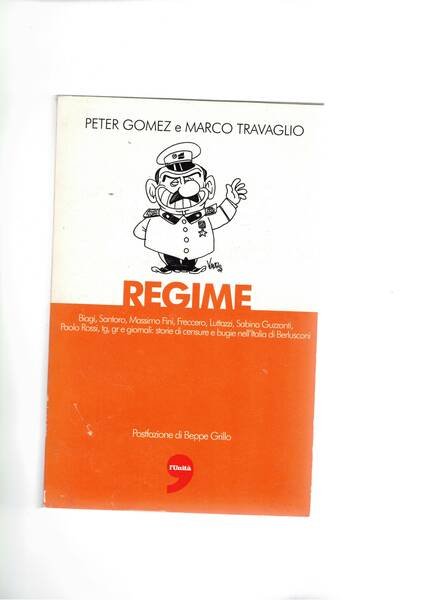 PETER GOMEZ e MARCO TRAVAGLIO
REGIME
Biagi, Santoro, Massimo Fini, Freccero, Luttazzi, Sabina Guzzanti,
Paolo Rossi, tg, gr e giornali: storie di censure e bugie nell'Italia di Berlusconi
Postfazione di Beppe Grillo
l'Unità